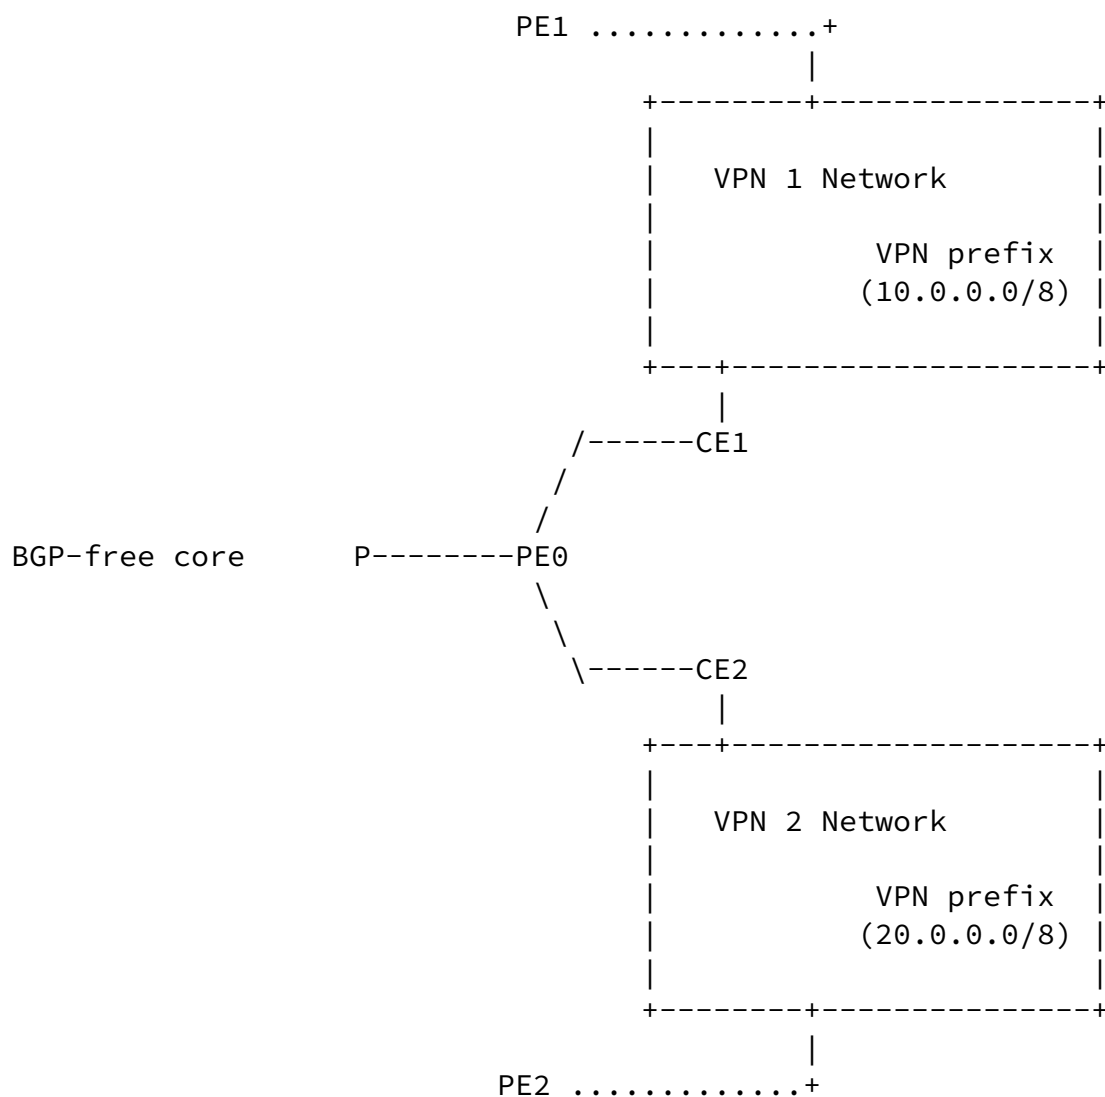 PE1 .............+
|
+--------+---------------+
| |
| VPN 1 Network |
| |
| VPN prefix |
| (10.0.0.0/8) |
| |
+---+--------------------+
|
/------CE1
/
/
BGP-free core P--------PE0
\
\
\------CE2
|
+---+--------------------+
| |
| VPN 2 Network |
| |
| VPN prefix |
| (20.0.0.0/8) |
| |
+--------+---------------+
|
PE2 .............+